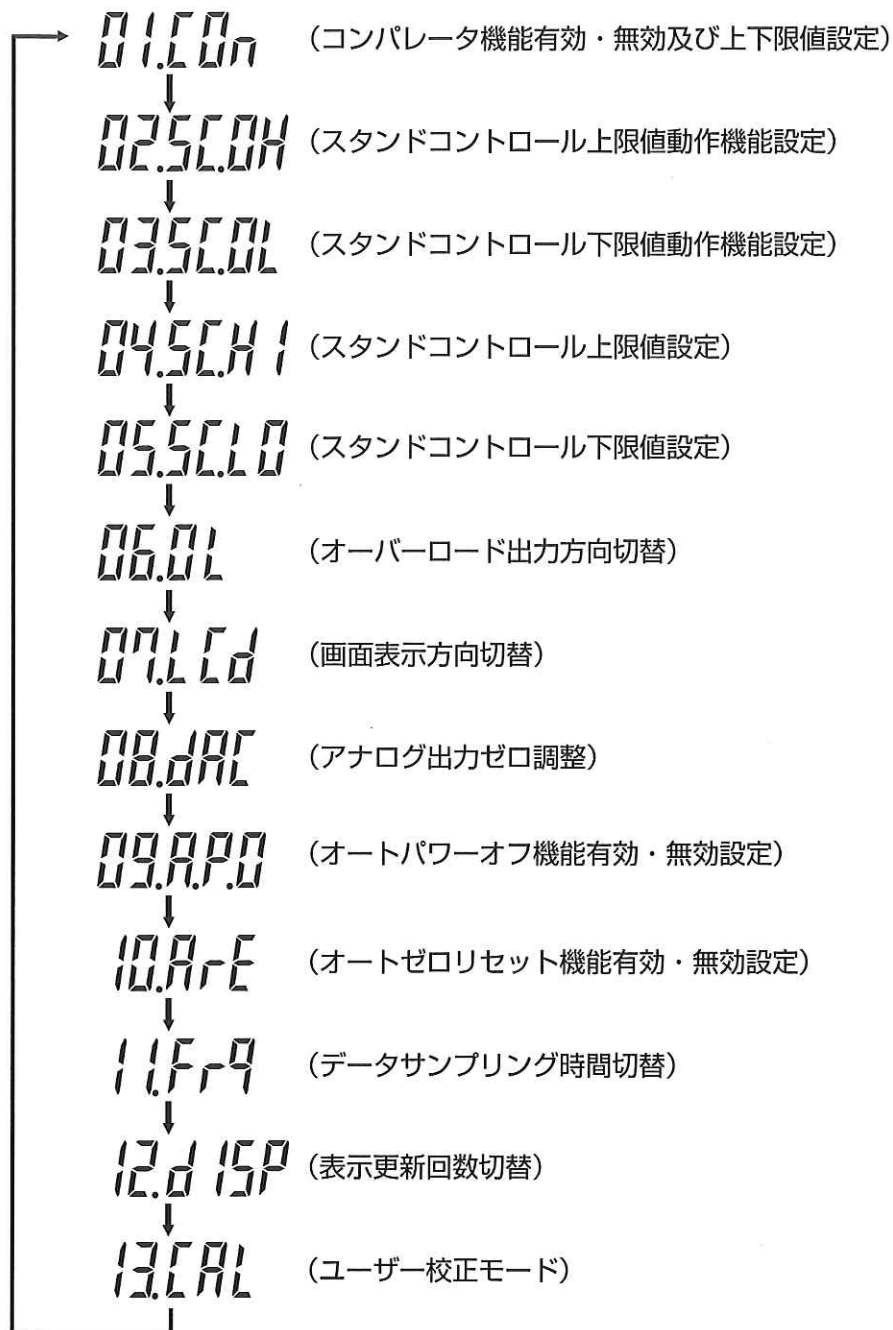 01.COn （コンパレータ機能有効・無効及び上下限値設定）
02.SC.OH （スタンドコントロール上限値動作機能設定）
03.SC.OL （スタンドコントロール下限値動作機能設定）
04.SC.HI （スタンドコントロール上限値設定）
05.SC.LO （スタンドコントロール下限値設定）
06.OL （オーバーロード出力方向切替）
07.LCd （画面表示方向切替）
08.dAC （アナログ出力ゼロ調整）
09.A.P.O （オートパワーオフ機能有効・無効設定）
10.ArE （オートゼロリセット機能有効・無効設定）
11.Frq （データサンプリング時間切替）
12.dISP （表示更新回数切替）
13.CAL （ユーザー校正モード）